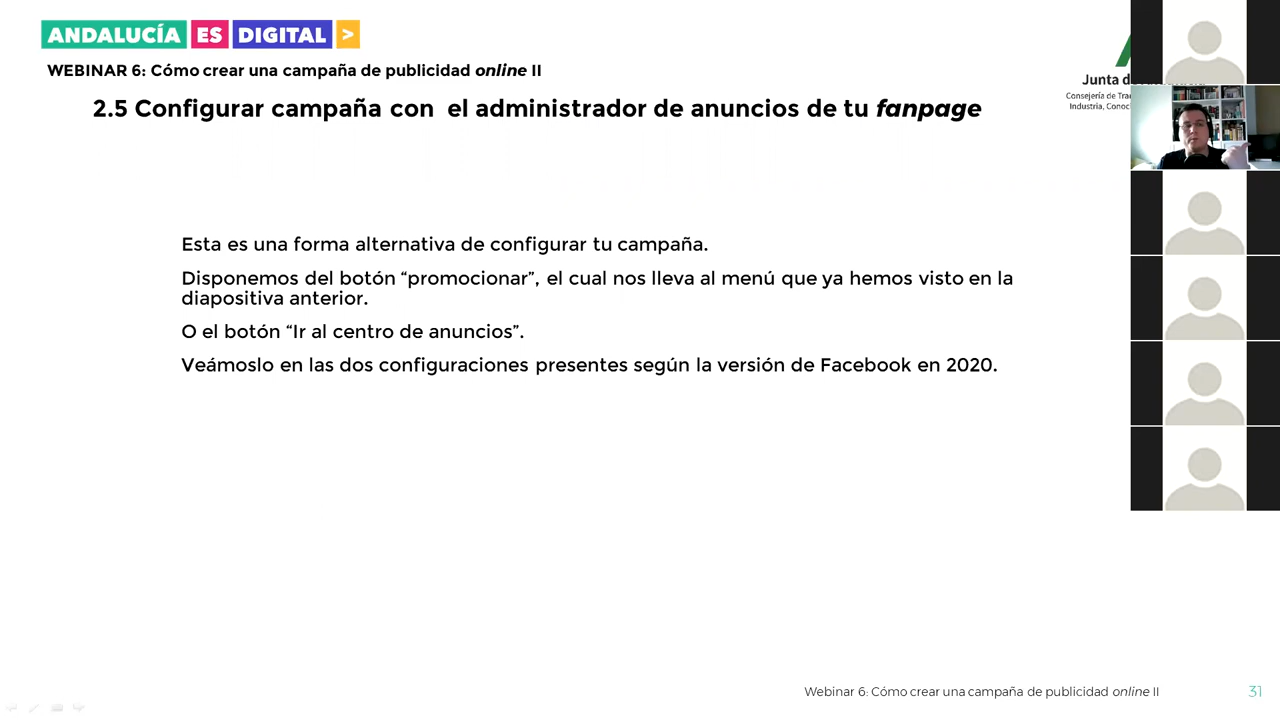 ANDALUCÍA ES DIGITAL >
WEBINAR 6: Cómo crear una campaña de publicidad online II
2.5 Configurar campaña con el administrador de anuncios de tu fanpage
Junta
Consejería de
Industria,
Esta es una forma alternativa de configurar tu campaña.
Disponemos del botón “promocionar”, el cual nos lleva al menú que ya hemos visto en la
diapositiva anterior.
O el botón “Ir al centro de anuncios”.
Veámoslo en las dos configuraciones presentes según la versión de Facebook en 2020.
Webinar 6: Cómo crear una campaña de publicidad online II
31